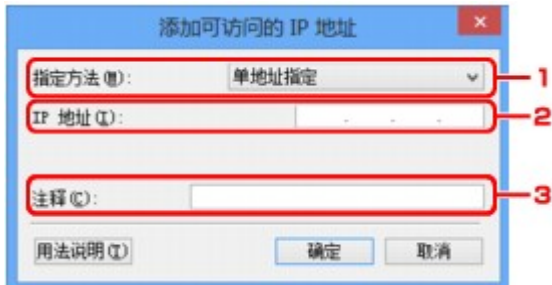 添加可访问的 IP 地址
指定方法(M): 单地址指定 1
IP 地址(I): . . . 2
注释(C): 3
用法说明(T) 确定 取消